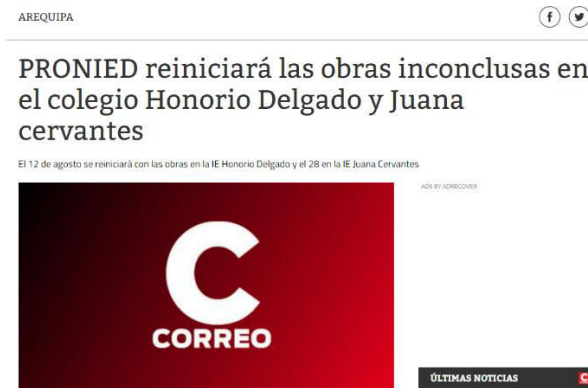 AREQUIPA
PRONIED reiniciará las obras inconclusas en
el colegio Honorio Delgado y Juana
cervantes
El 12 de agosto se reiniciará con las obras en la IE Honorio Delgado y el 28 en la IE Juana Cervantes
ADS BY ADRECOVER
C
CORREO
ÚLTIMAS NOTICIAS
C